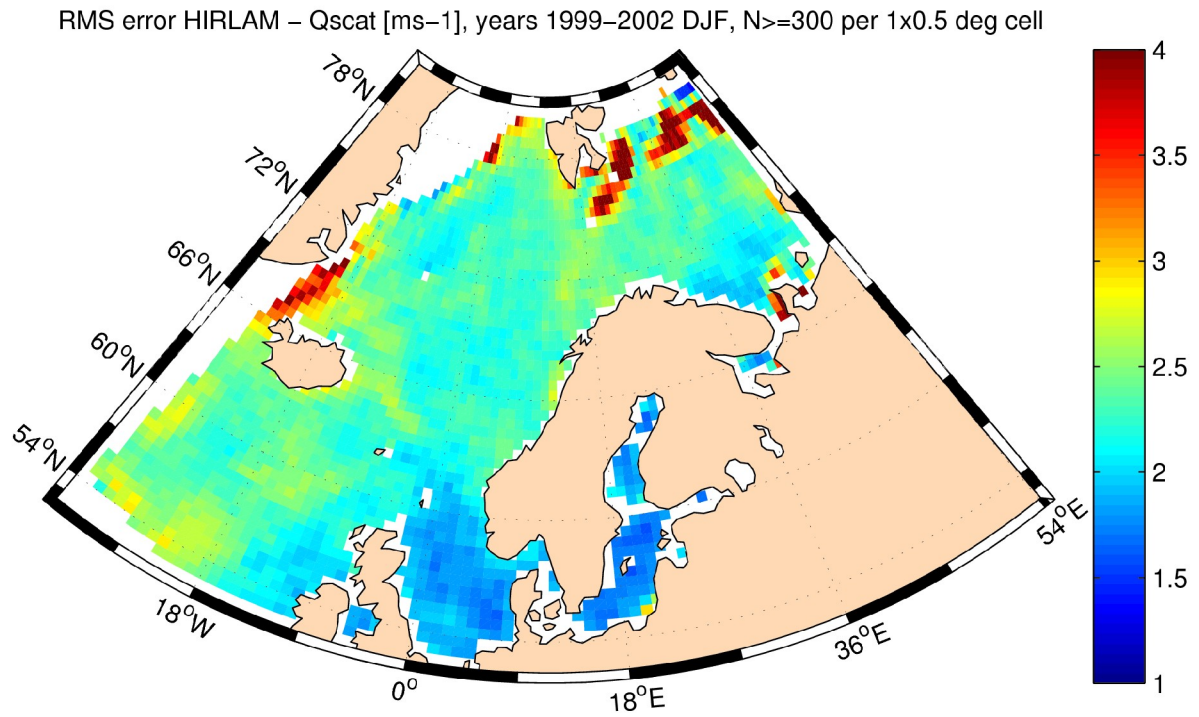 RMS error HIRLAM − Qscat [ms−1], years 1999−2002 DJF, N>=300 per 1x0.5 deg cell
78°N
72°N
66°N
60°N
54°N
18°W
0°
18°E
36°E
54°E
4
3.5
3
2.5
2
1.5
1